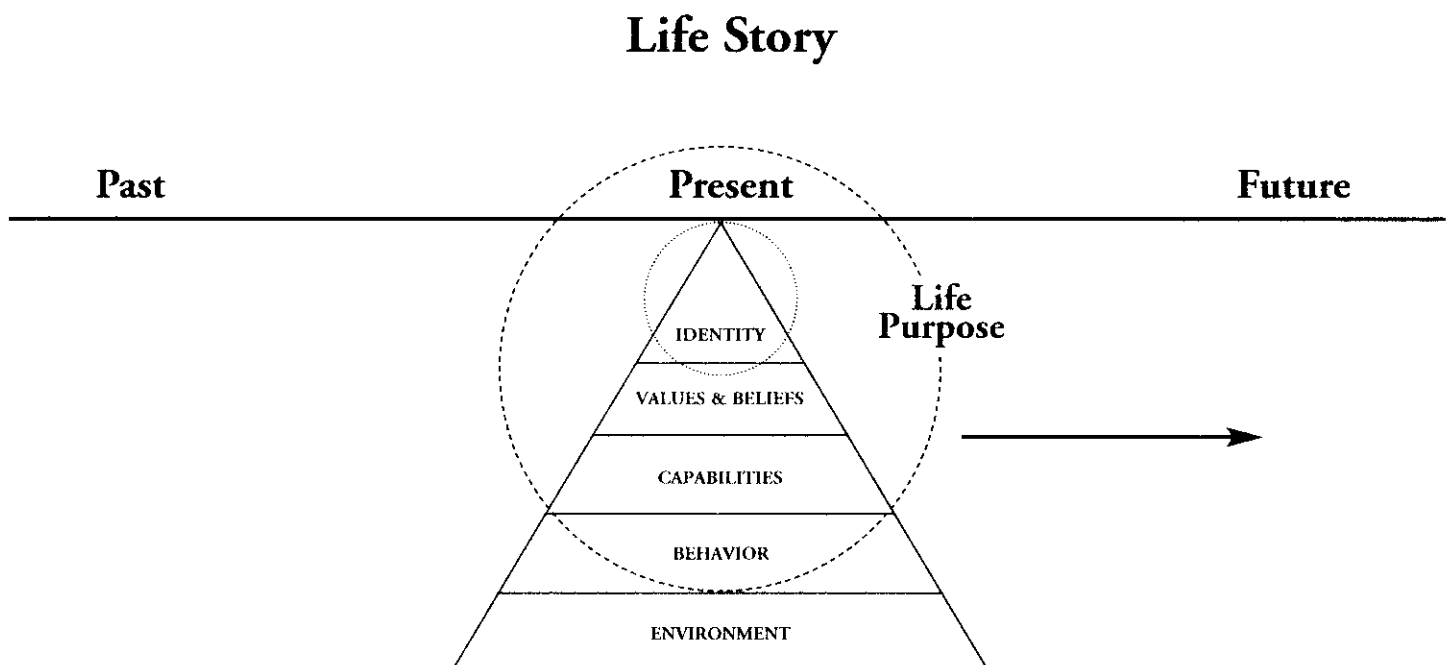 Life Story
Past
Present
Future
Life
Purpose
IDENTITY
VALUES & BELIEFS
CAPABILITIES
BEHAVIOR
ENVIRONMENT